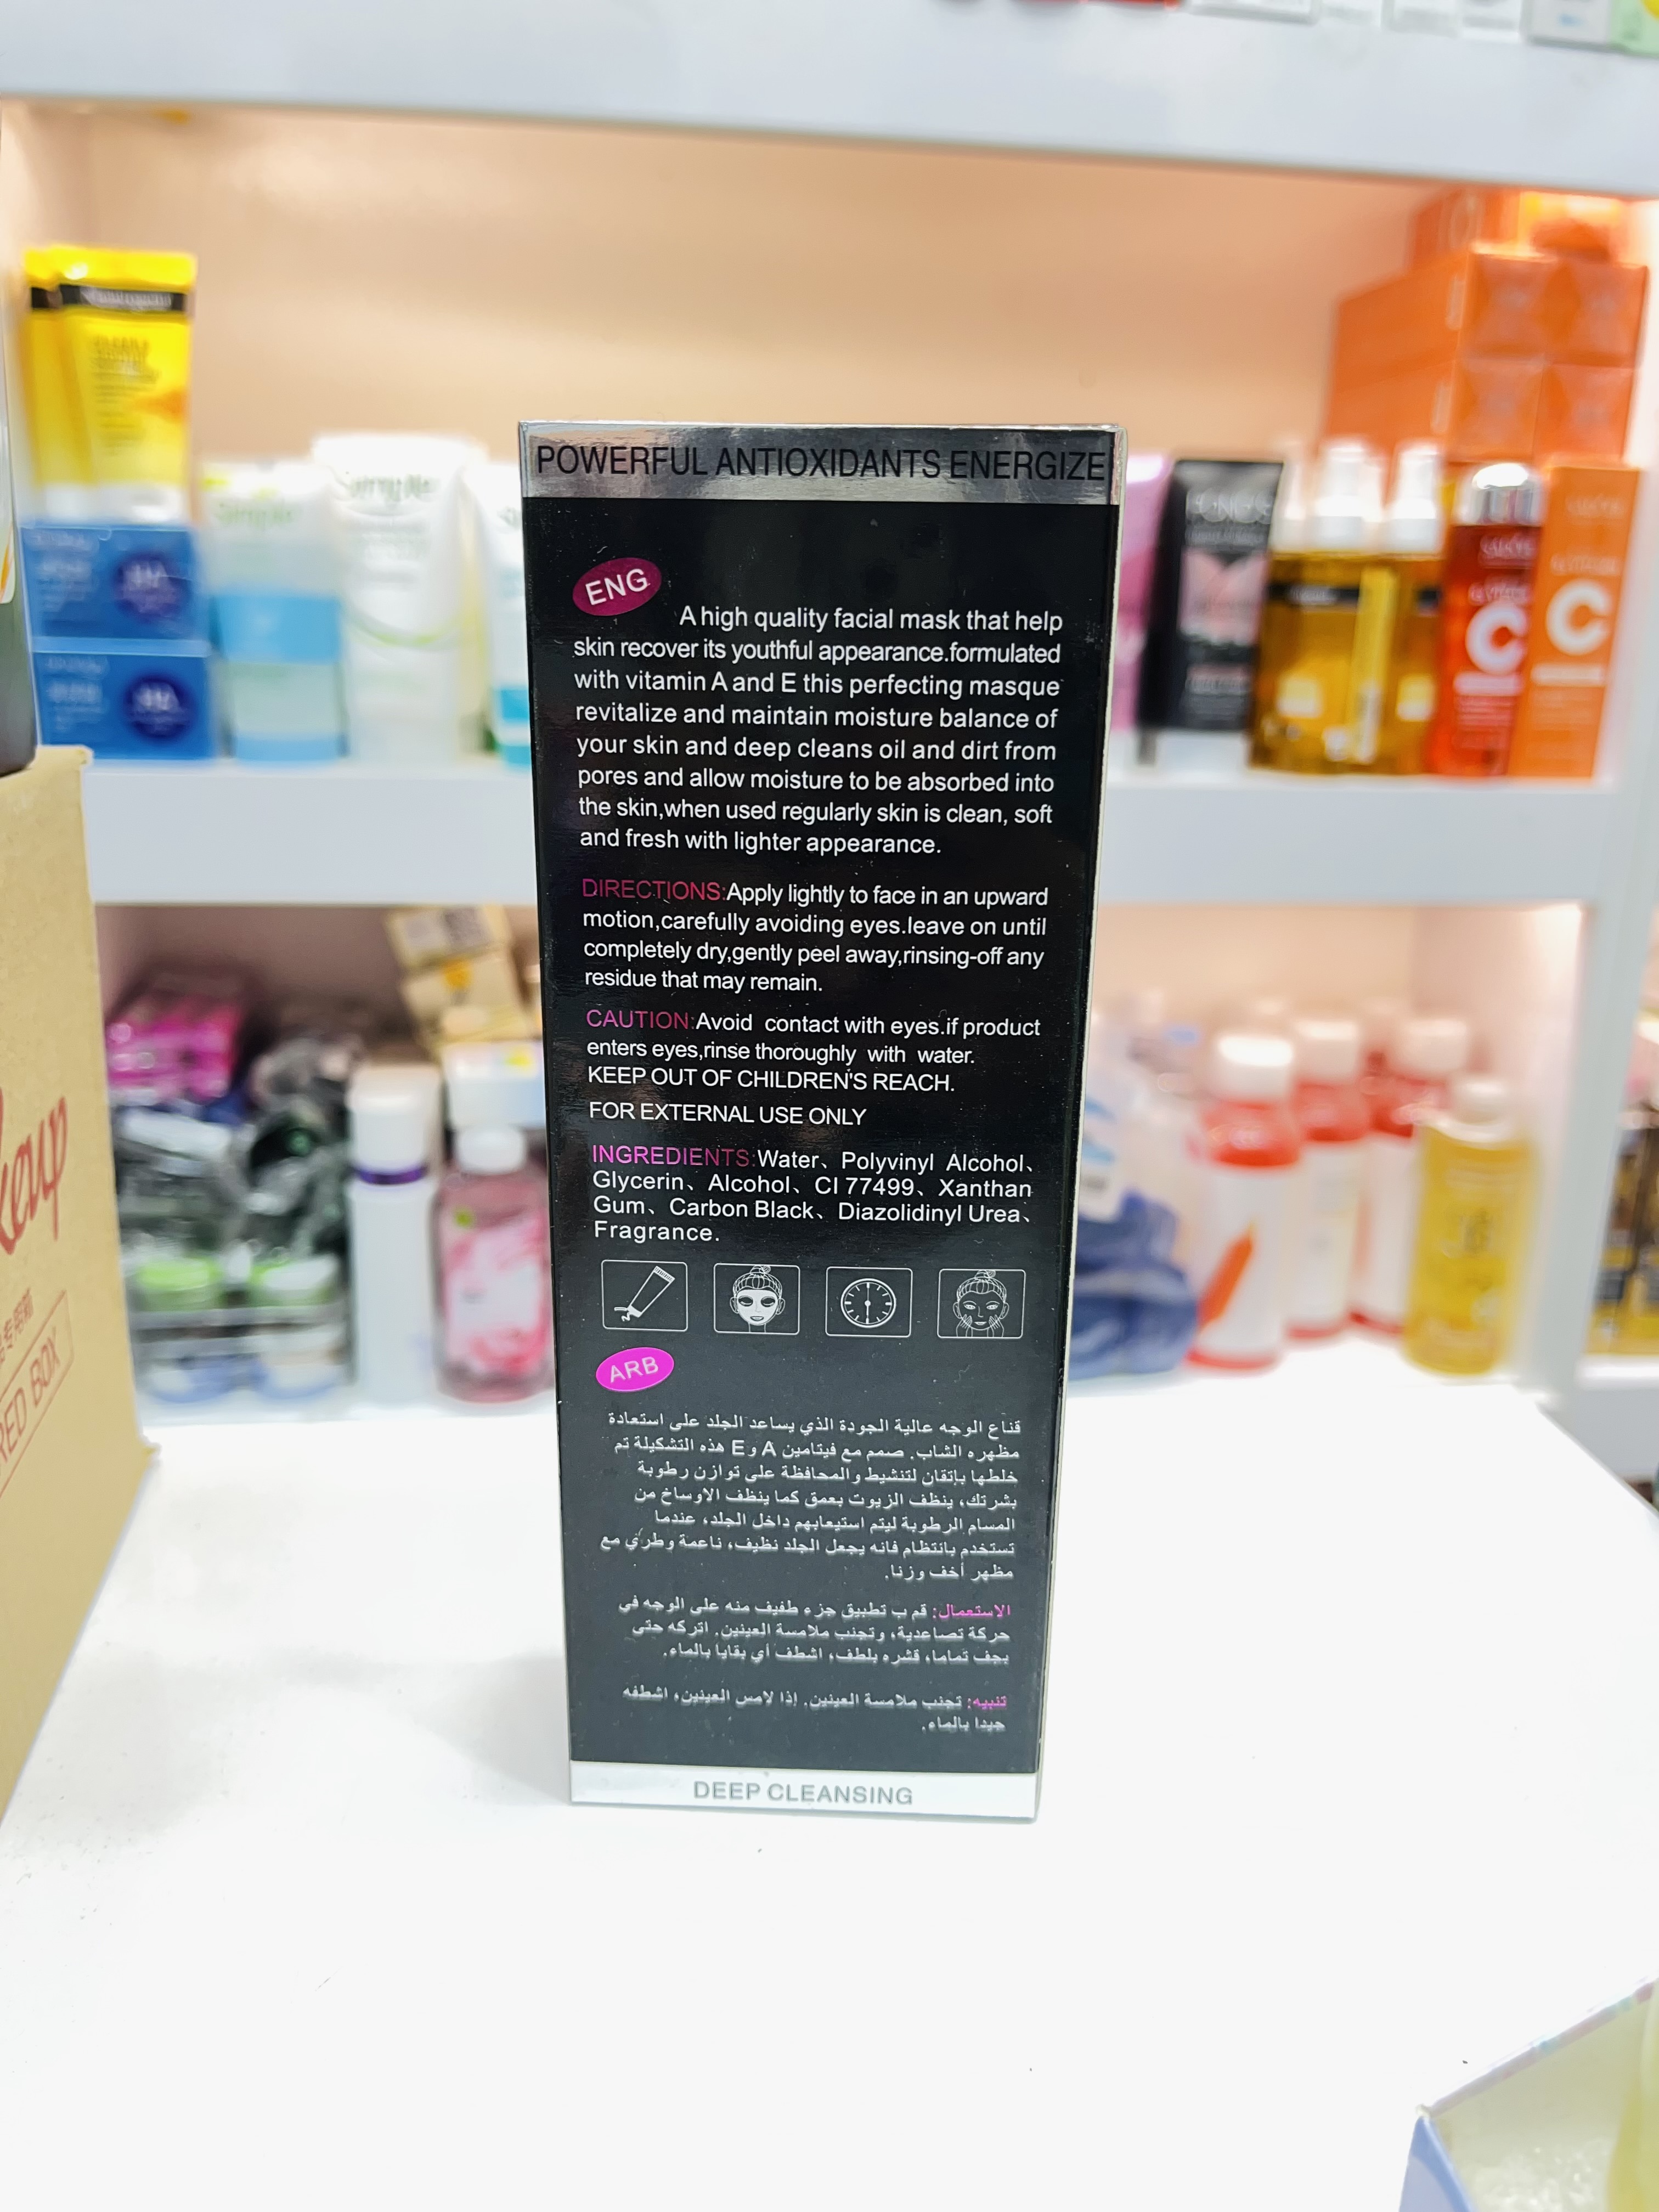 POWERFUL ANTIOXIDANTS ENERGIZE
ENG
A high quality facial mask that help
skin recover its youthful appearance.formulated
with vitamin A and E this perfecting masque
revitalize and maintain moisture balance of
your skin and deep cleans oil and dirt from
pores and allow moisture to be absorbed into
the skin,when used regularly skin is clean, soft
and fresh with lighter appearance.
DIRECTIONS:Apply lightly to face in an upward
motion,carefully avoiding eyes.leave on until
completely dry,gently peel away,rinsing-off any
residue that may remain.
CAUTION:Avoid contact with eyes.if product
enters eyes,rinse thoroughly with water.
KEEP OUT OF CHILDREN'S REACH.
FOR EXTERNAL USE ONLY
INGREDIENTS:Water、Polyvinyl Alcohol、
Glycerin、Alcohol、CI 77499、Xanthan
Gum、Carbon Black、Diazolidinyl Urea、
Fragrance.
ARB
قناع الوجه عالية الجودة الذي يساعد الجلد على استعادة
مظهره الشاب. صمم مع فيتامين A و E هذه التشكيلة تم
خلطها بإتقان لتنشيط والمحافظة على توازن رطوبة
بشرتك، ينظف الزيوت بعمق كما ينظف الاوساخ من
المسام الرطوبة ليتم استيعابهم داخل الجلد، عندما
تستخدم بانتظام فانه يجعل الجلد نظيف، ناعمة وطري مع
مظهر أخف وزنا.
الاستعمال: قم ب تطبيق جزء طفيف منه على الوجه في
حركة تصاعدية، وتجنب ملامسة العينين. اتركه حتى
يجف تماما، قشره بلطف، اشطف أي بقايا بالماء.
تنبيه: تجنب ملامسة العينين. إذا لامس العينين، اشطفه
جيدا بالماء.
DEEP CLEANSING
Simple
Simple
C
C
RED BOX